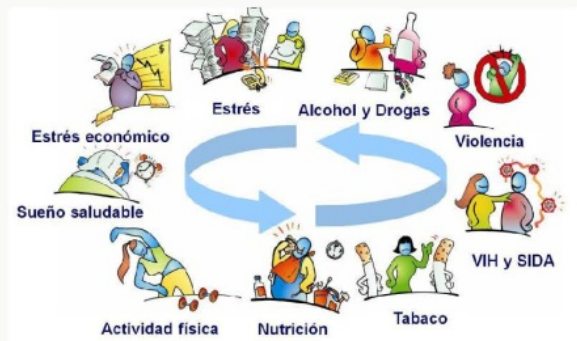 Estrés
Alcohol y Drogas
Estrés económico
Violencia
Sueño saludable
VIH y SIDA
Actividad física
Nutrición
Tabaco
$